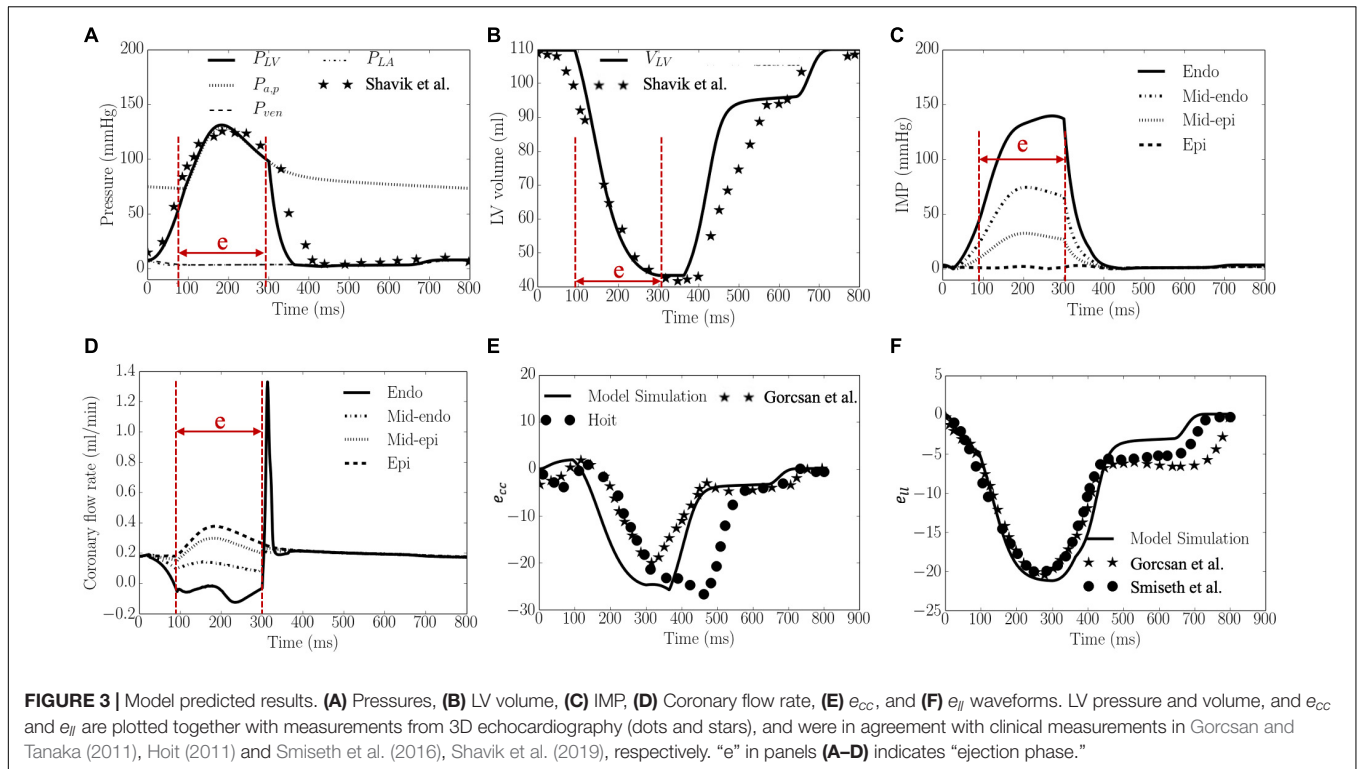 A
200
150
100
50
0
Pressure (mmHg)
P_LV
P_a,p
P_ven
P_LA
Shavik et al.
e
0 100 200 300 400 500 600 700 800
Time (ms)
B
110
100
90
80
70
60
50
40
LV volume (ml)
V_LV
Shavik et al.
e
0 100 200 300 400 500 600 700 800
Time (ms)
C
200
150
100
50
0
IMP (mmHg)
Endo
Mid-endo
Mid-epi
Epi
e
0 100 200 300 400 500 600 700 800
Time (ms)
D
1.4
1.2
1.0
0.8
0.6
0.4
0.2
0.0
−0.2
Coronary flow rate (ml/min)
Endo
Mid-endo
Mid-epi
Epi
e
0 100 200 300 400 500 600 700 800
Time (ms)
E
20
10
0
−10
−20
−30
e_cc
Model Simulation
Gorcsan et al.
Hoit
0 100 200 300 400 500 600 700 800 900
Time (ms)
F
5
0
−5
−10
−15
−20
−25
e_ll
Model Simulation
Gorcsan et al.
Smiseth et al.
0 100 200 300 400 500 600 700 800 900
Time (ms)
FIGURE 3 | Model predicted results. (A) Pressures, (B) LV volume, (C) IMP, (D) Coronary flow rate, (E) e_cc, and (F) e_ll waveforms. LV pressure and volume, and e_cc
and e_ll are plotted together with measurements from 3D echocardiography (dots and stars), and were in agreement with clinical measurements in Gorcsan and
Tanaka (2011), Hoit (2011) and Smiseth et al. (2016), Shavik et al. (2019), respectively. “e” in panels (A–D) indicates “ejection phase.”